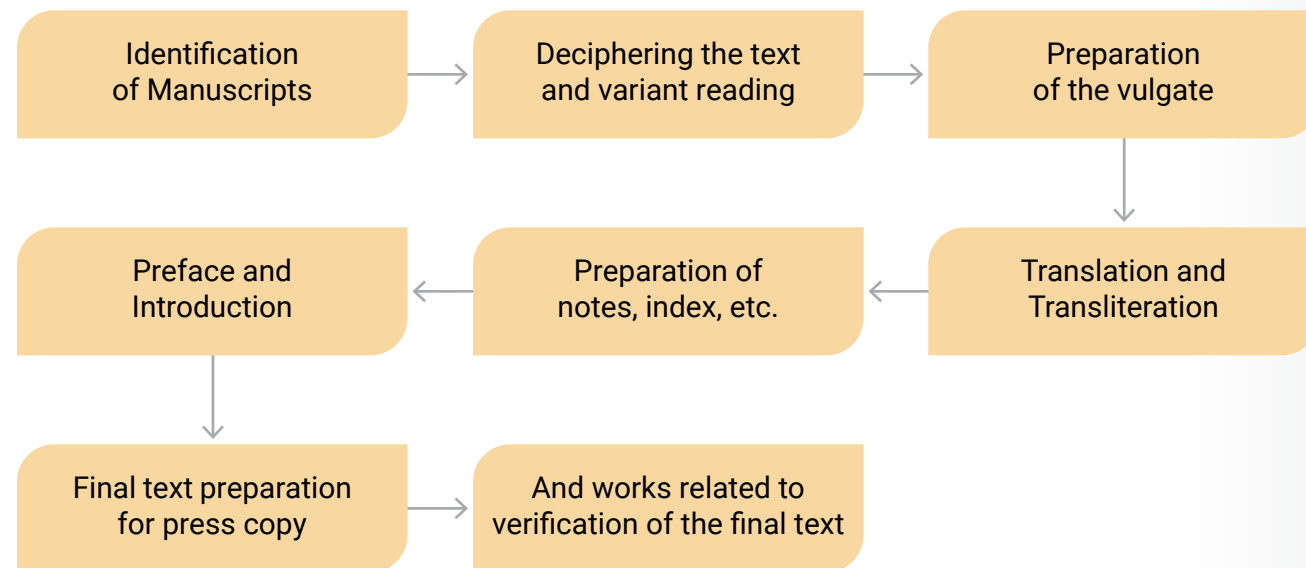 Identification
of Manuscripts
Deciphering the text
and variant reading
Preparation
of the vulgate
Translation and
Transliteration
Preparation of
notes, index, etc.
Preface and
Introduction
Final text preparation
for press copy
And works related to
verification of the final text